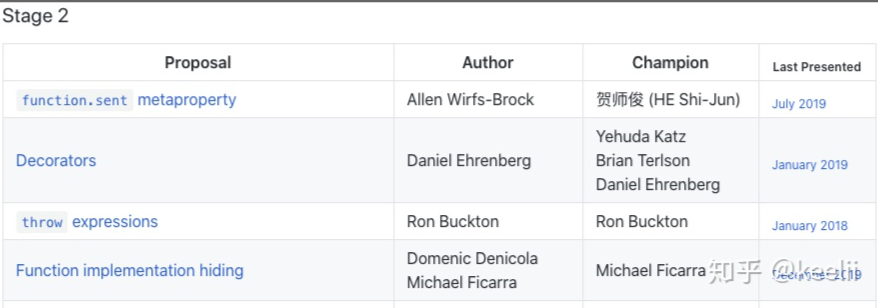 Stage 2
Proposal Author Champion Last Presented
function.sent metaproperty Allen Wirfs-Brock 贺师俊 (HE Shi-Jun) July 2019
Yehuda Katz
Decorators Daniel Ehrenberg Brian Terlson January 2019
Daniel Ehrenberg
throw expressions Ron Buckton Ron Buckton January 2018
Domenic Denicola
Function implementation hiding Michael Ficarra December 2019
Michael Ficarra
知乎 @keelii